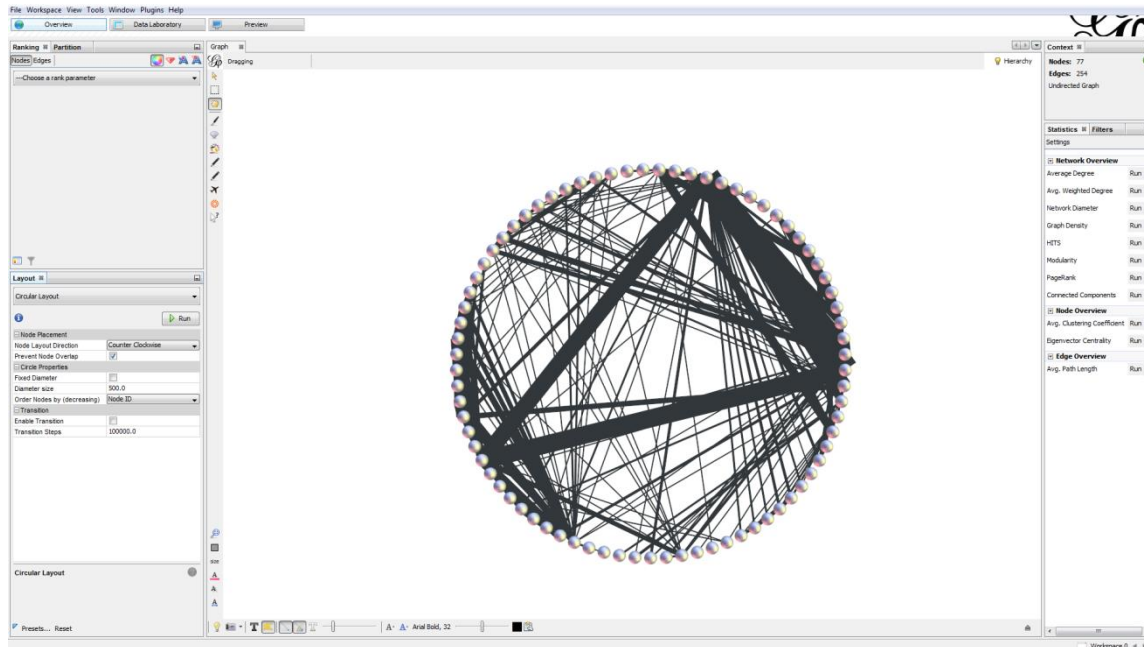 File Workspace View Tools Window Plugins Help
Overview Data Laboratory Preview
Ranking Partition
Nodes Edges
---Choose a rank parameter
Layout
Circular Layout
Run
Node Placement
Node Layout Direction Counter Clockwise
Prevent Node Overlap
Circle Properties
Fixed Diameter
Diameter size 500.0
Order Nodes by (decreasing) Node ID
Transition
Enable Transition
Transition Steps 100000.0
Circular Layout
Presets... Reset
Graph
Dragging
Hierarchy
size
A
A
A
T T A- A- Arial Bold, 32
Context
Nodes: 77
Edges: 254
Undirected Graph
Statistics Filters
Settings
Network Overview
Average Degree Run
Avg. Weighted Degree Run
Network Diameter Run
Graph Density Run
HITS Run
Modularity Run
PageRank Run
Connected Components Run
Node Overview
Avg. Clustering Coefficient Run
Eigenvector Centrality Run
Edge Overview
Avg. Path Length Run
Workspace 0